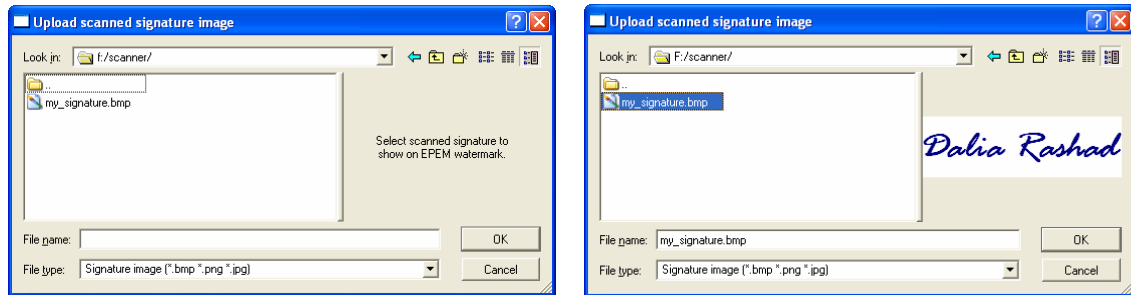 Upload scanned signature image
Look in: f:/scanner/
..
my_signature.bmp
Select scanned signature to
show on EPEM watermark.
File name:
OK
File type: Signature image (*.bmp *.png *.jpg)
Cancel
Upload scanned signature image
Look in: F:/scanner/
..
my_signature.bmp
Dalia Rashad
File name: my_signature.bmp
OK
File type: Signature image (*.bmp *.png *.jpg)
Cancel